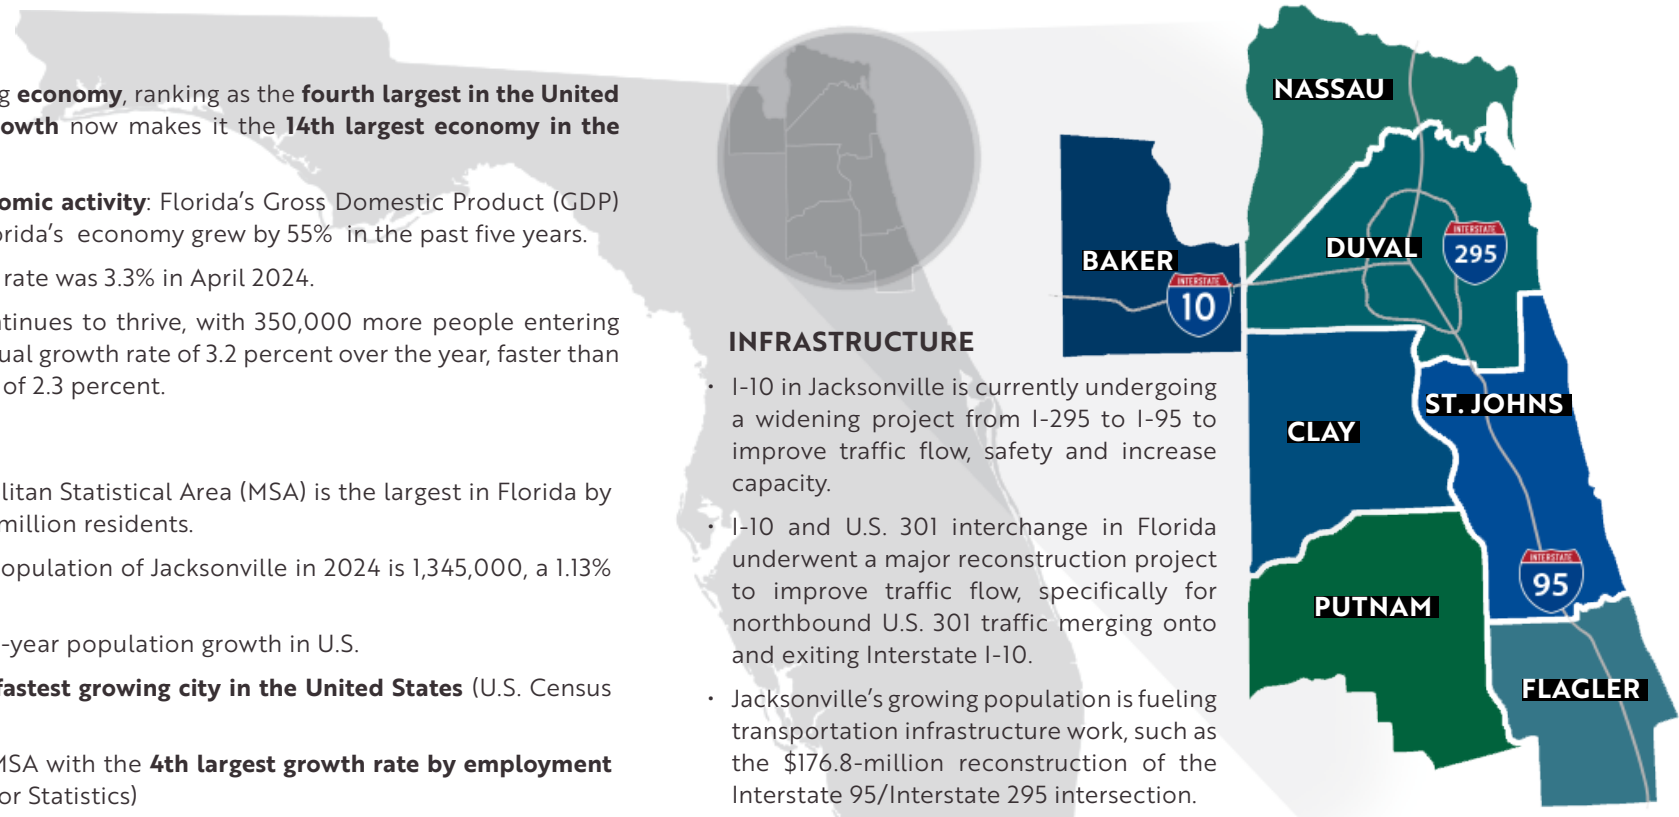 g economy, ranking as the fourth largest in the United
owth now makes it the 14th largest economy in the
omic activity: Florida's Gross Domestic Product (GDP)
orida's economy grew by 55% in the past five years.
rate was 3.3% in April 2024.
ntinues to thrive, with 350,000 more people entering
ual growth rate of 3.2 percent over the year, faster than
of 2.3 percent.
litan Statistical Area (MSA) is the largest in Florida by
million residents.
opulation of Jacksonville in 2024 is 1,345,000, a 1.13%
-year population growth in U.S.
fastest growing city in the United States (U.S. Census
MSA with the 4th largest growth rate by employment
or Statistics)
INFRASTRUCTURE
• I-10 in Jacksonville is currently undergoing
a widening project from I-295 to I-95 to
improve traffic flow, safety and increase
capacity.
• I-10 and U.S. 301 interchange in Florida
underwent a major reconstruction project
to improve traffic flow, specifically for
northbound U.S. 301 traffic merging onto
and exiting Interstate I-10.
• Jacksonville's growing population is fueling
transportation infrastructure work, such as
the $176.8-million reconstruction of the
Interstate 95/Interstate 295 intersection.
NASSAU
BAKER
INTERSTATE
10
DUVAL
INTERSTATE
295
CLAY
ST. JOHNS
INTERSTATE
95
PUTNAM
FLAGLER